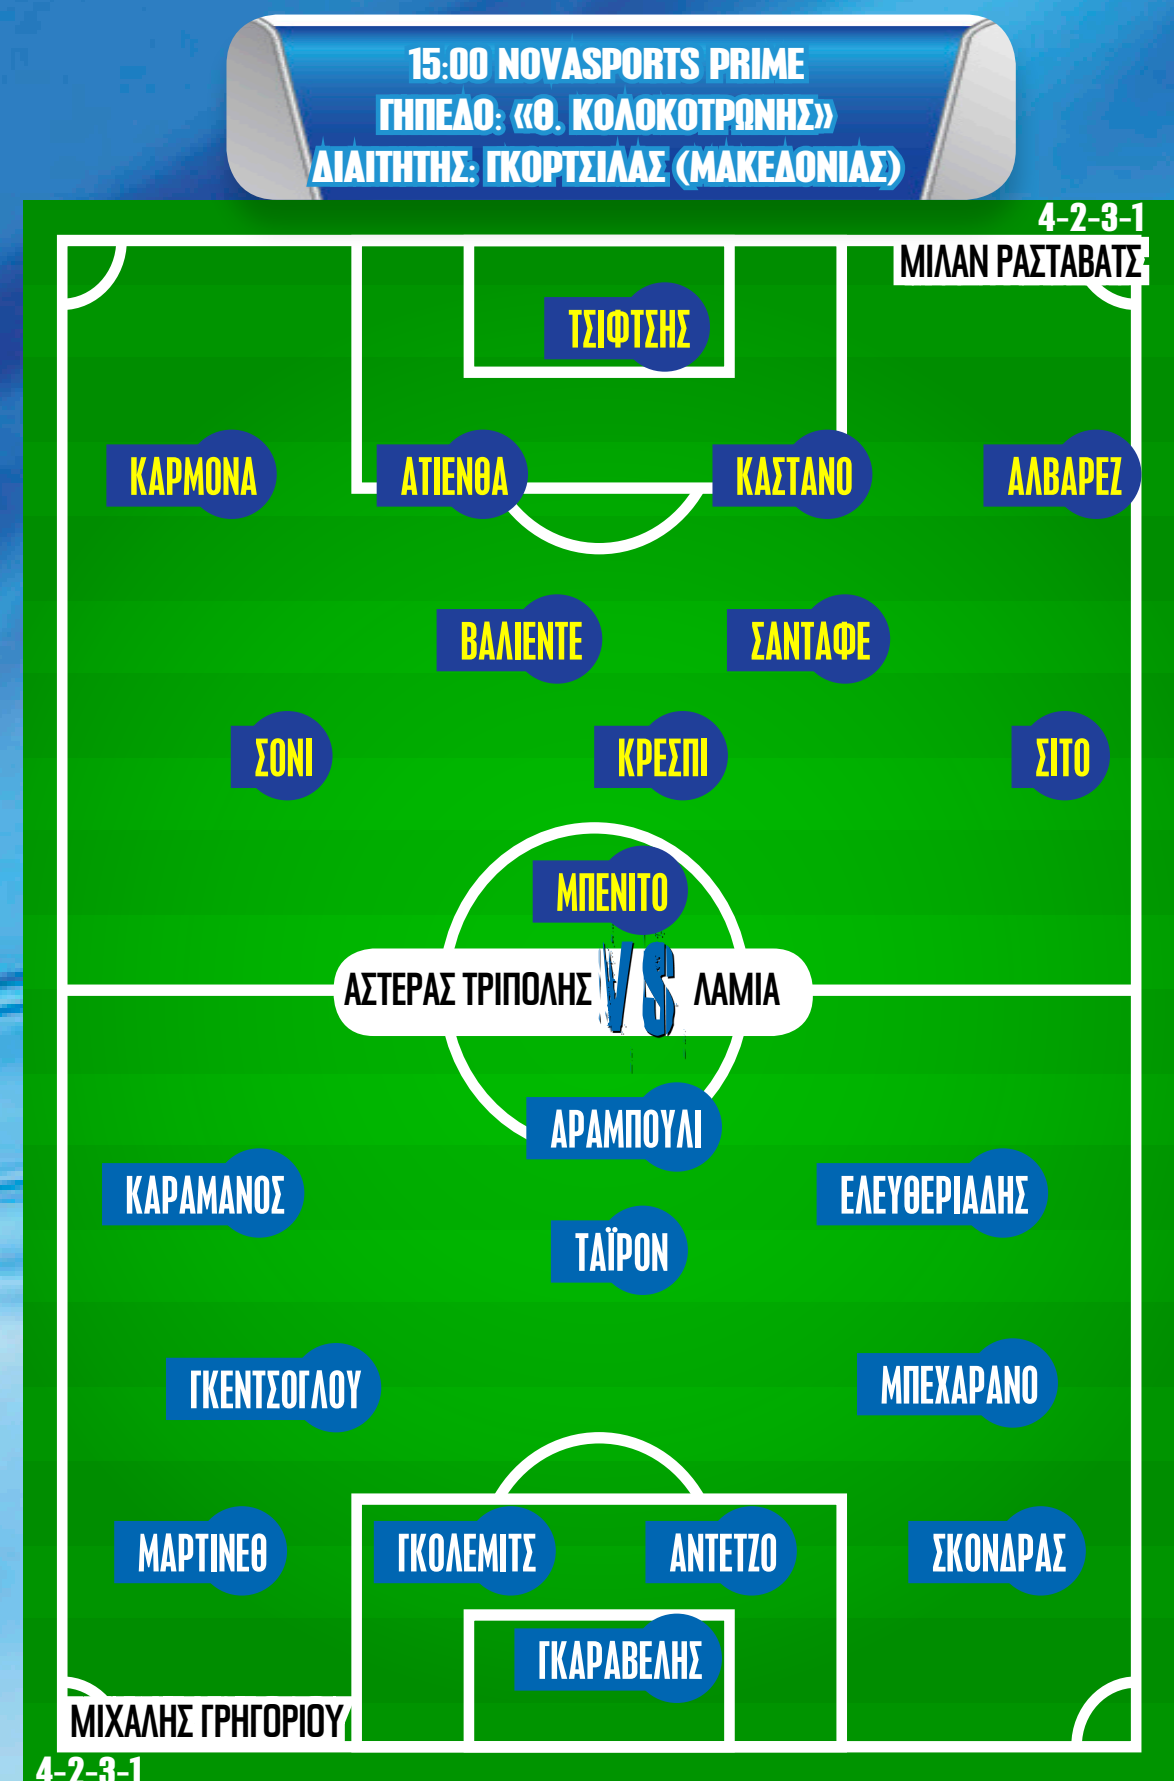 15:00 NOVASPORTS PRIME
ΓΗΠΕΔΟ: «Θ. ΚΟΛΟΚΟΤΡΩΝΗΣ»
ΔΙΑΙΤΗΤΗΣ: ΓΚΟΡΤΣΙΛΑΣ (ΜΑΚΕΔΟΝΙΑΣ)
4-2-3-1
ΜΙΛΑΝ ΡΑΣΤΑΒΑΤΣ
ΤΣΙΦΤΣΗΣ
ΚΑΡΜΟΝΑ ΑΤΙΕΝΘΑ ΚΑΣΤΑΝΟ ΑΛΒΑΡΕΖ
ΒΑΛΙΕΝΤΕ ΣΑΝΤΑΦΕ
ΣΟΝΙ ΚΡΕΣΠΙ ΣΙΤΟ
ΜΠΕΝΙΤΟ
ΑΣΤΕΡΑΣ ΤΡΙΠΟΛΗΣ VS ΛΑΜΙΑ
ΑΡΑΜΠΟΥΛΙ
ΚΑΡΑΜΑΝΟΣ ΕΛΕΥΘΕΡΙΑΔΗΣ
ΤΑΪΡΟΝ
ΓΚΕΝΤΣΟΓΛΟΥ ΜΠΕΧΑΡΑΝΟ
ΜΑΡΤΙΝΕΘ ΓΚΟΛΕΜΙΤΣ ΑΝΤΕΤΖΟ ΣΚΟΝΔΡΑΣ
ΓΚΑΡΑΒΕΛΗΣ
ΜΙΧΑΛΗΣ ΓΡΗΓΟΡΙΟΥ
4-2-3-1